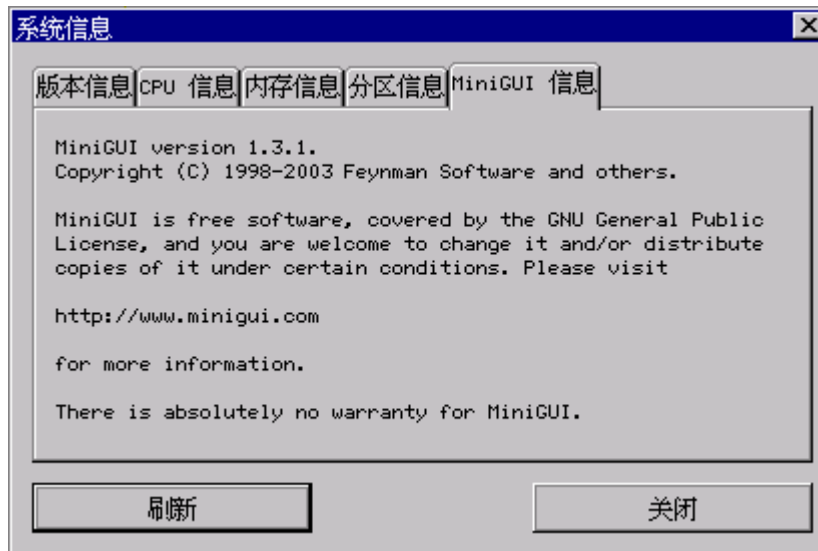 系统信息
版本信息 CPU 信息 内存信息 分区信息 MiniGUI 信息
MiniGUI version 1.3.1.
Copyright (C) 1998-2003 Feynman Software and others.
MiniGUI is free software, covered by the GNU General Public
License, and you are welcome to change it and/or distribute
copies of it under certain conditions. Please visit
http://www.minigui.com
for more information.
There is absolutely no warranty for MiniGUI.
刷新 关闭